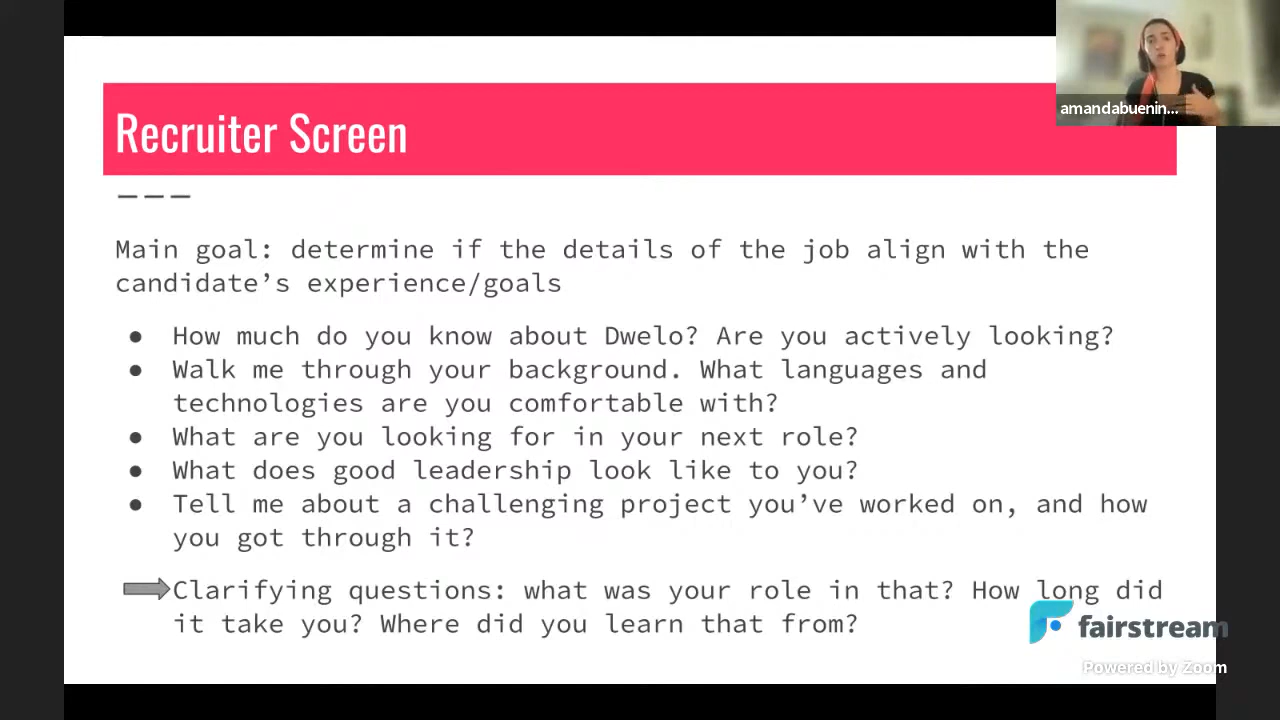 Recruiter Screen
amandabuenin...
Main goal: determine if the details of the job align with the
candidate’s experience/goals
● How much do you know about Dwelo? Are you actively looking?
● Walk me through your background. What languages and
technologies are you comfortable with?
● What are you looking for in your next role?
● What does good leadership look like to you?
● Tell me about a challenging project you’ve worked on, and how
you got through it?
Clarifying questions: what was your role in that? How long did
it take you? Where did you learn that from?
fairstream
Powered by Zoom